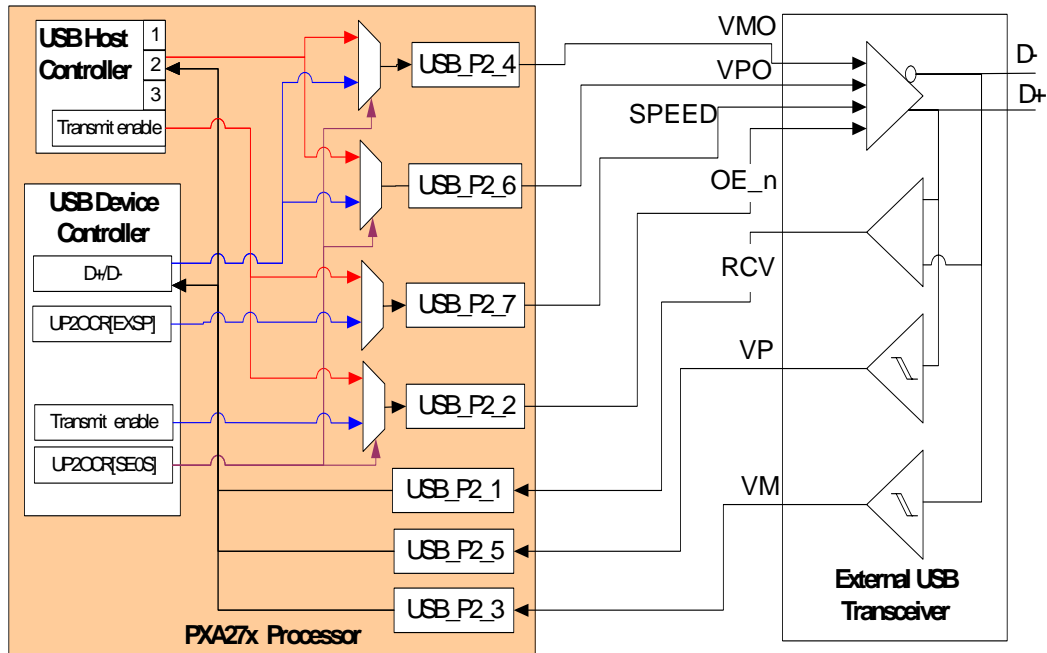 USB Host
Controller
1
2
3
Transmit enable
USB Device
Controller
D+/D-
UP2OCR[EXSP]
Transmit enable
UP2OCR[SE0S]
USB_P2_4
USB_P2_6
USB_P2_7
USB_P2_2
USB_P2_1
USB_P2_5
USB_P2_3
PXA27x Processor
VMO
VPO
SPEED
OE_n
RCV
VP
VM
D-
D+
External USB
Transceiver